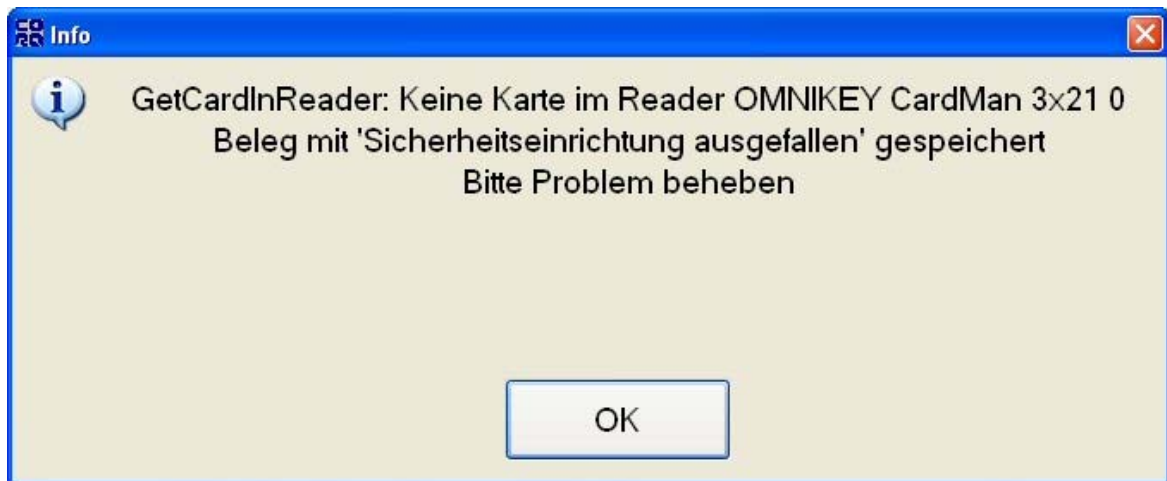 Info
GetCardInReader: Keine Karte im Reader OMNIKEY CardMan 3x21 0
Beleg mit 'Sicherheitseinrichtung ausgefallen' gespeichert
Bitte Problem beheben
OK